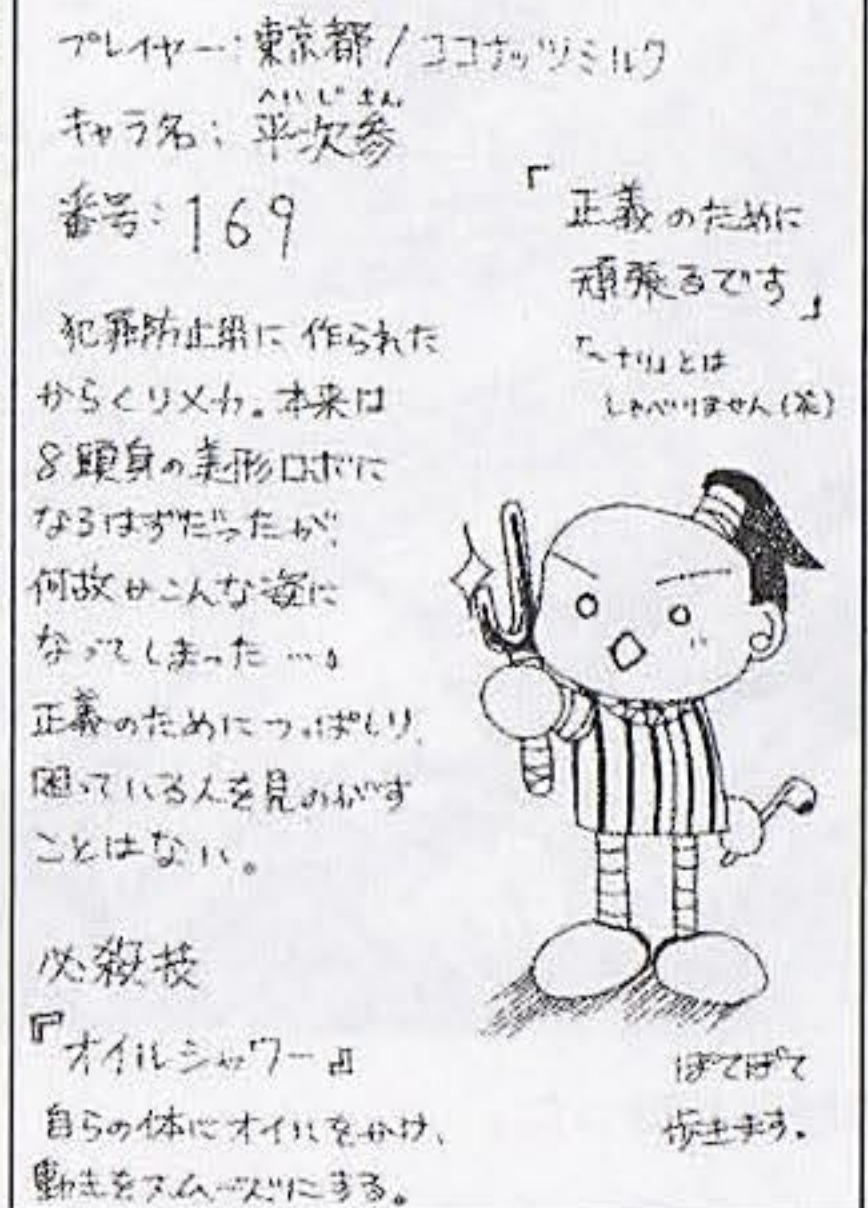 プレイヤー:東京都/ココナッツミルク
へいじさん
キャラ名:平次参
番号:169
「正義のために
頑張るです」
「〜ナリ」とは
しゃべりません(笑)
犯罪防止用に作られた
からくりメカ。本来は
8頭身の美形ロボに
なるはずだったが、
何故かこんな姿に
なってしまった…。
正義のためにつっぱしり、
困っている人を見のがす
ことはない。
必殺技
『オイルシャワー』
自らの体にオイルをかけ、
動きをスムーズにする。
ぽてぽて
歩きます。